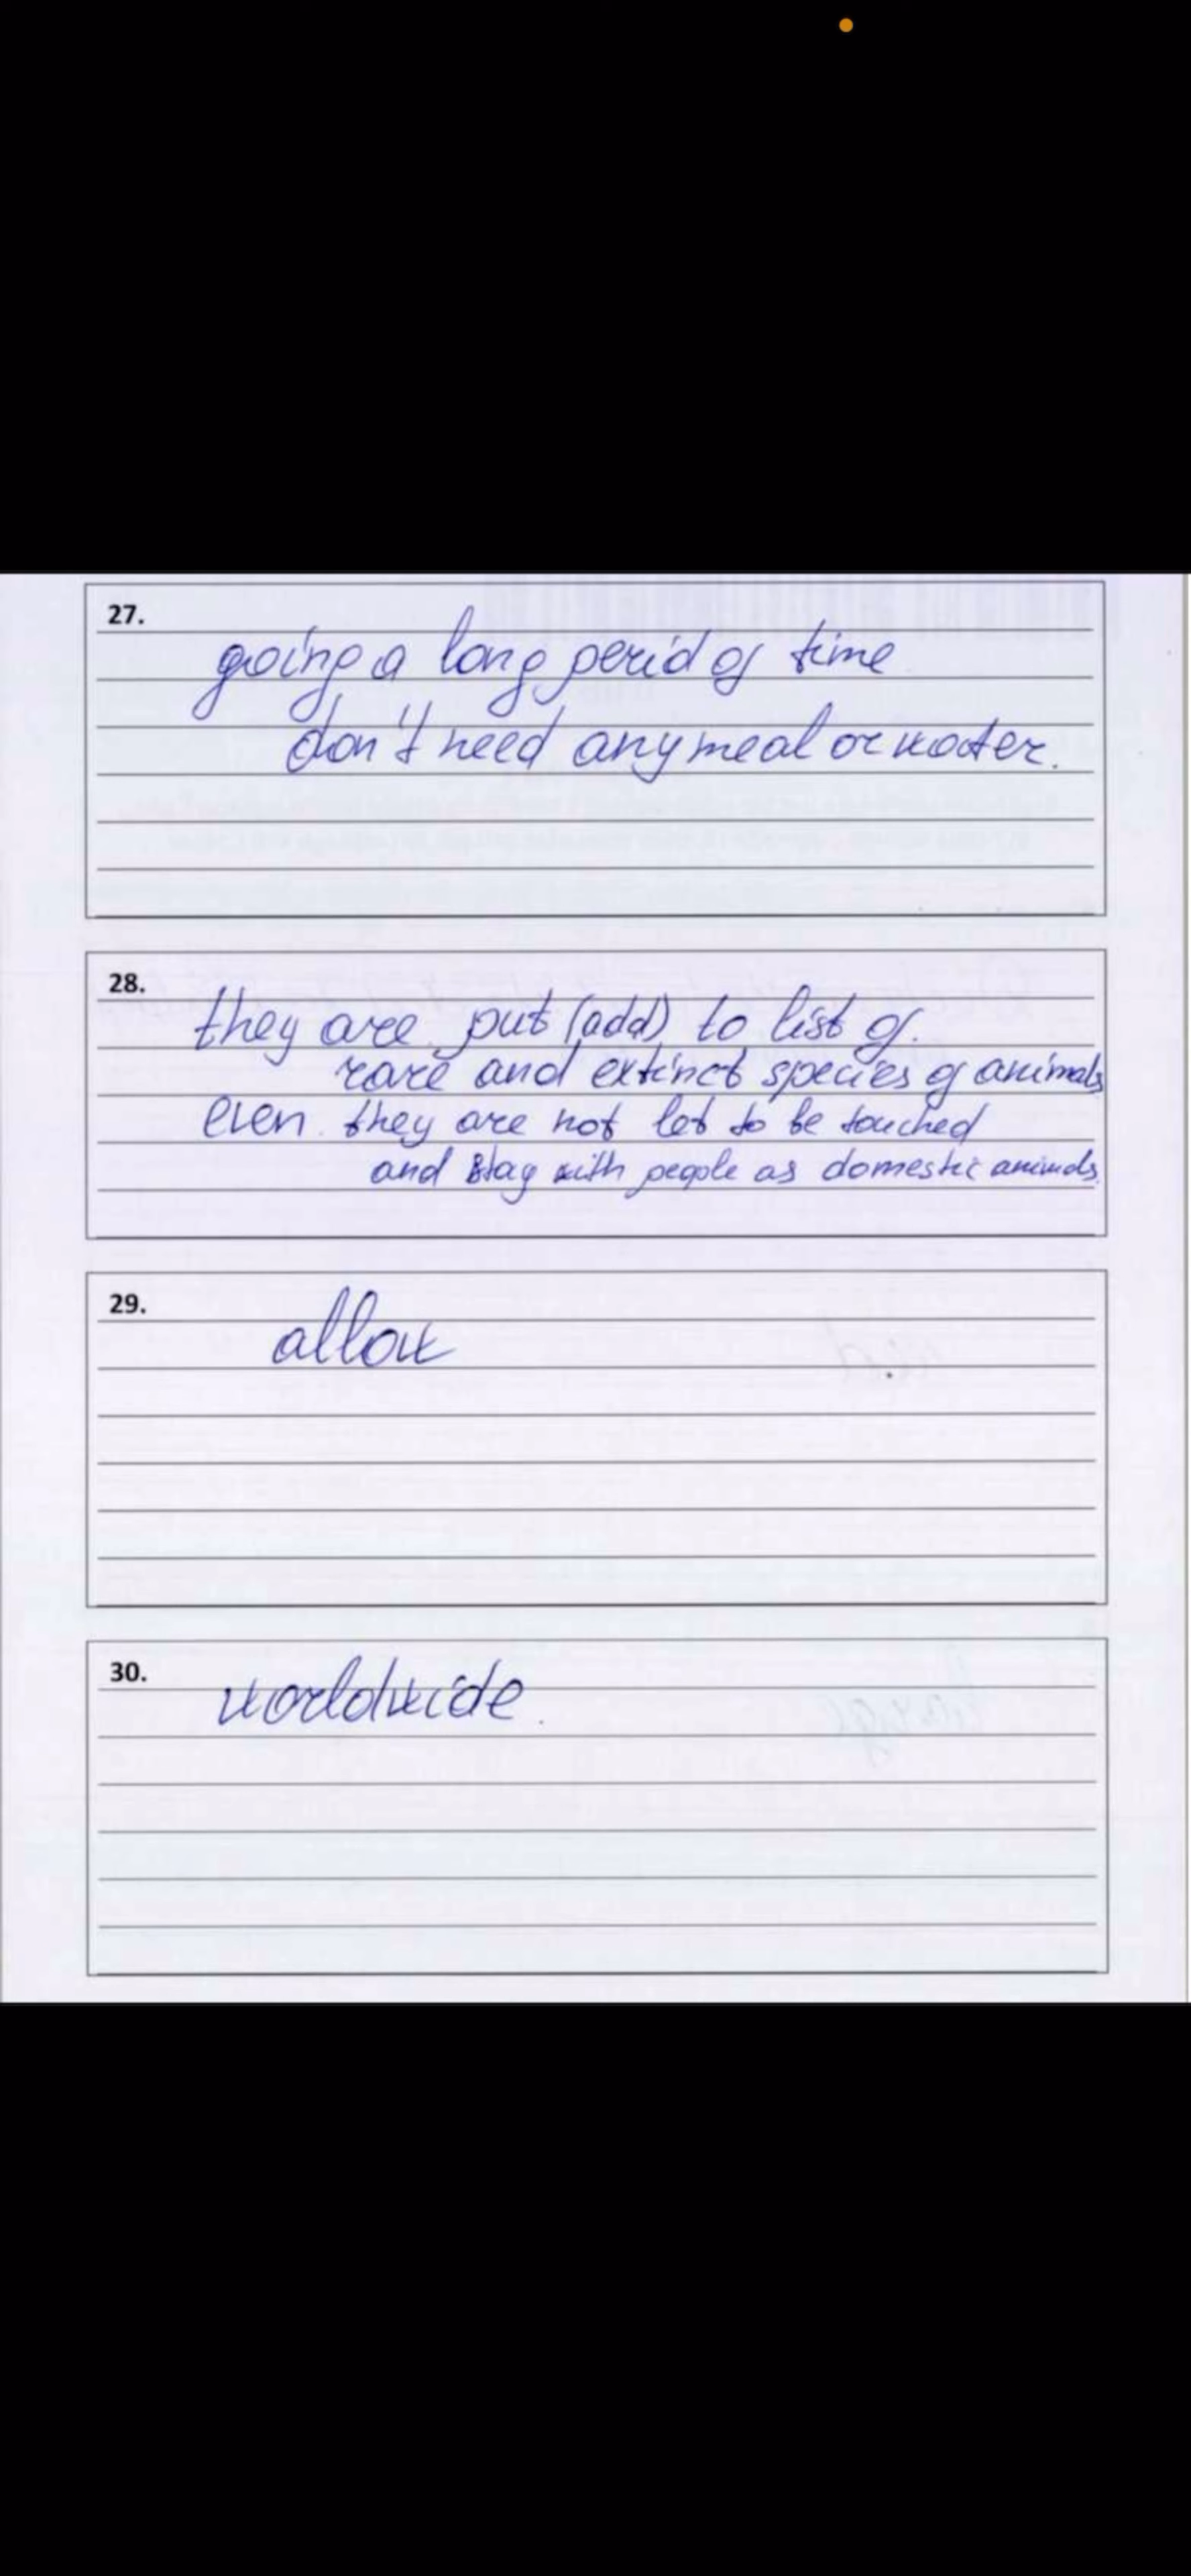 27.
going a long perid of time
don't need any meal or water.
28.
they are put (add) to list of
rare and extinct species of animals
even they are not let to be touched
and stay with people as domestic animals.
29.
allow
30.
worldwide.